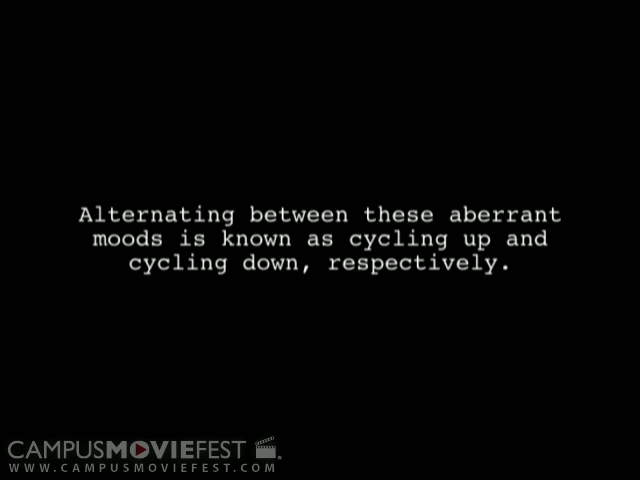 Alternating between these aberrant
moods is known as cycling up and
cycling down, respectively.
CAMPUSMOVIEFEST
WWW.CAMPUSMOVIEFEST.COM